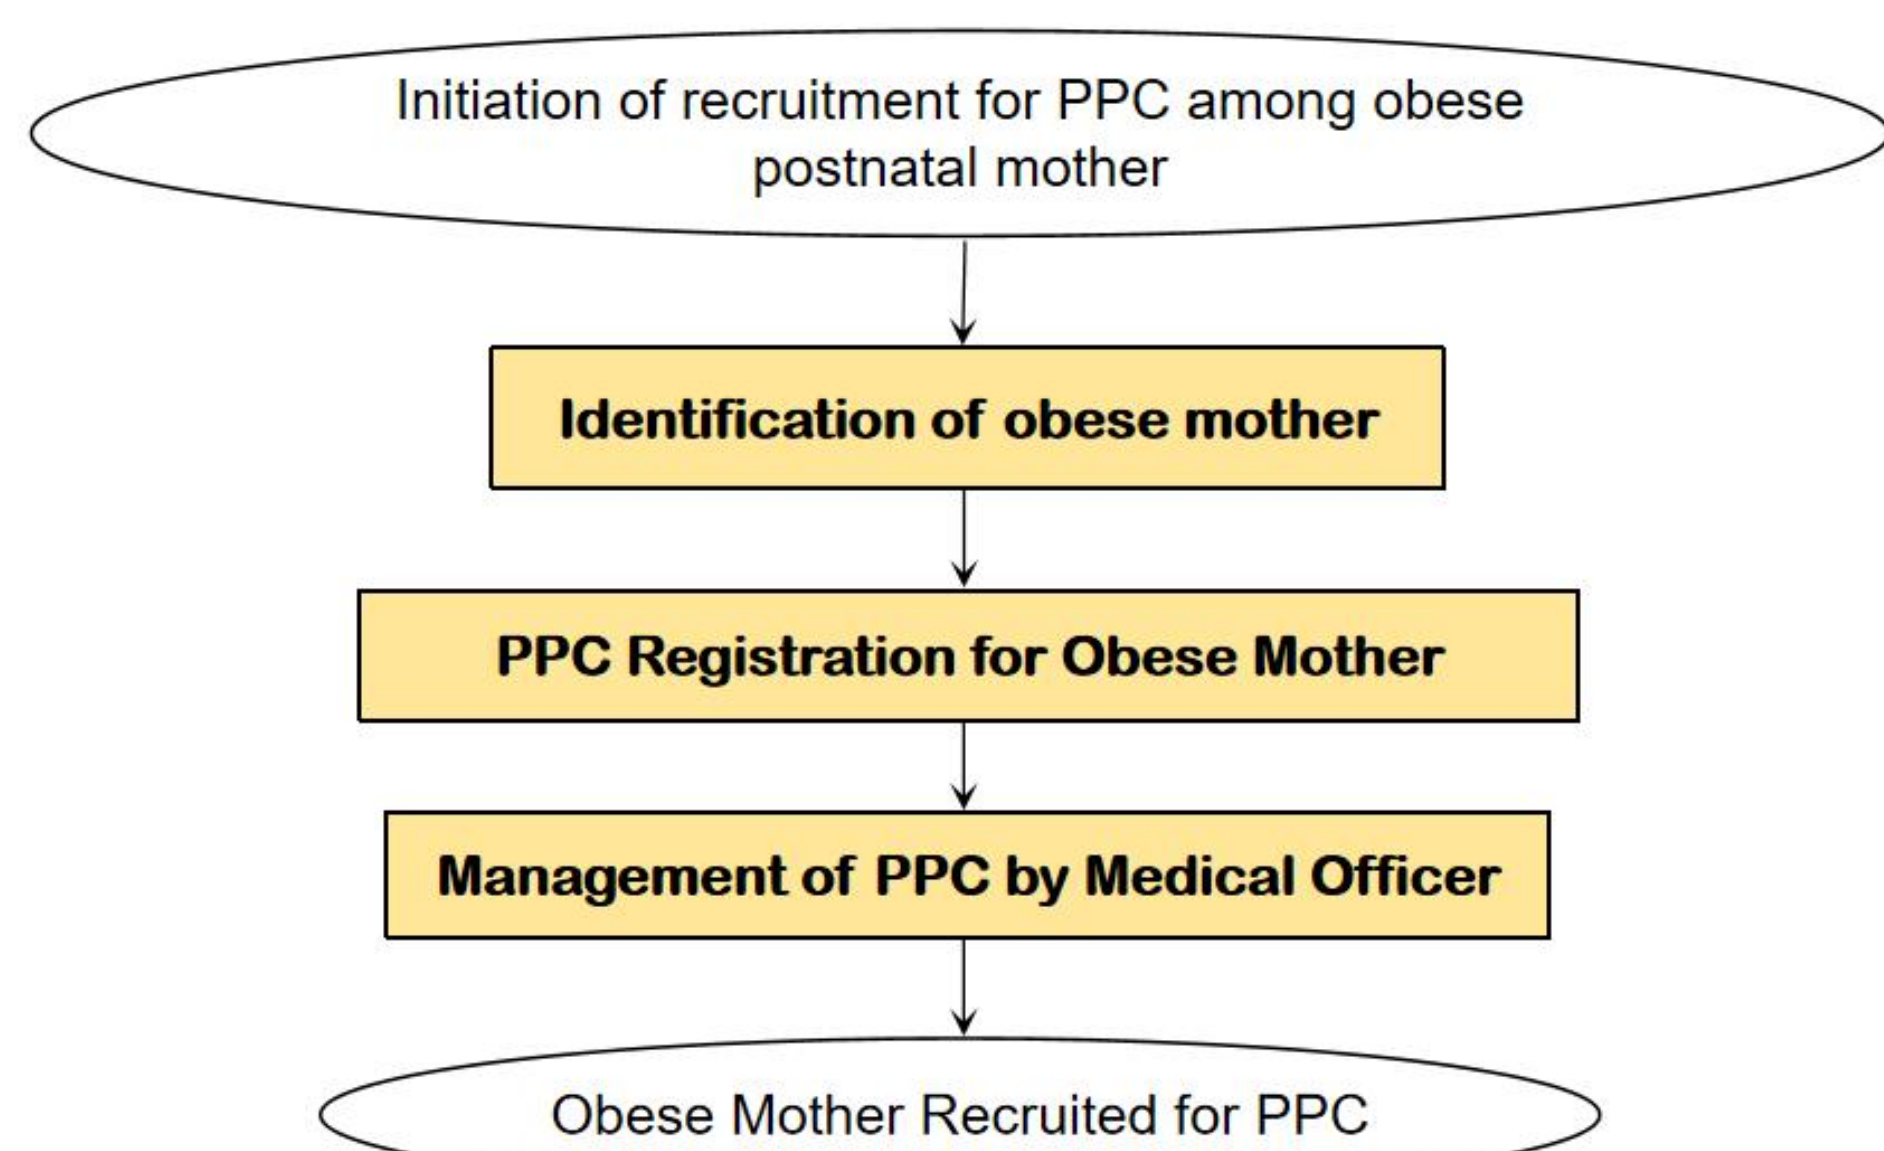 Initiation of recruitment for PPC among obese
postnatal mother
Identification of obese mother
PPC Registration for Obese Mother
Management of PPC by Medical Officer
Obese Mother Recruited for PPC